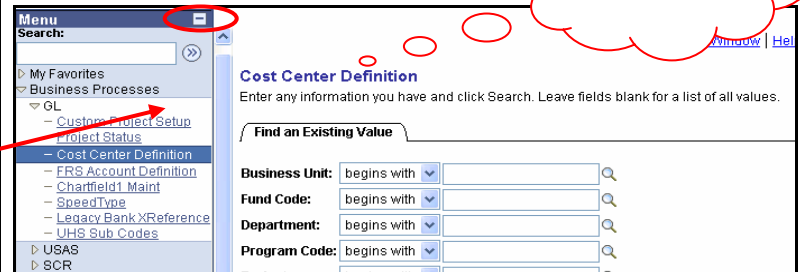 Menu
Search:
My Favorites
Business Processes
GL
– Custom Project Setup
– Project Status
– Cost Center Definition
– FRS Account Definition
– Chartfield1 Maint
– SpeedType
– Legacy Bank XReference
– UHS Sub Codes
USAS
SCR
Window | Hel
Cost Center Definition
Enter any information you have and click Search. Leave fields blank for a list of all values.
Find an Existing Value
Business Unit: begins with
Fund Code: begins with
Department: begins with
Program Code: begins with